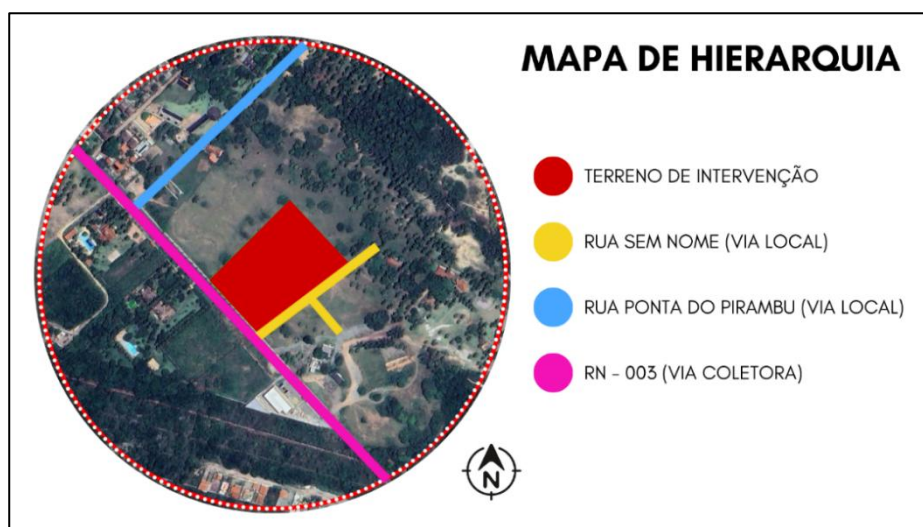 MAPA DE HIERARQUIA
TERRENO DE INTERVENÇÃO
RUA SEM NOME (VIA LOCAL)
RUA PONTA DO PIRAMBU (VIA LOCAL)
RN - 003 (VIA COLETORA)
N